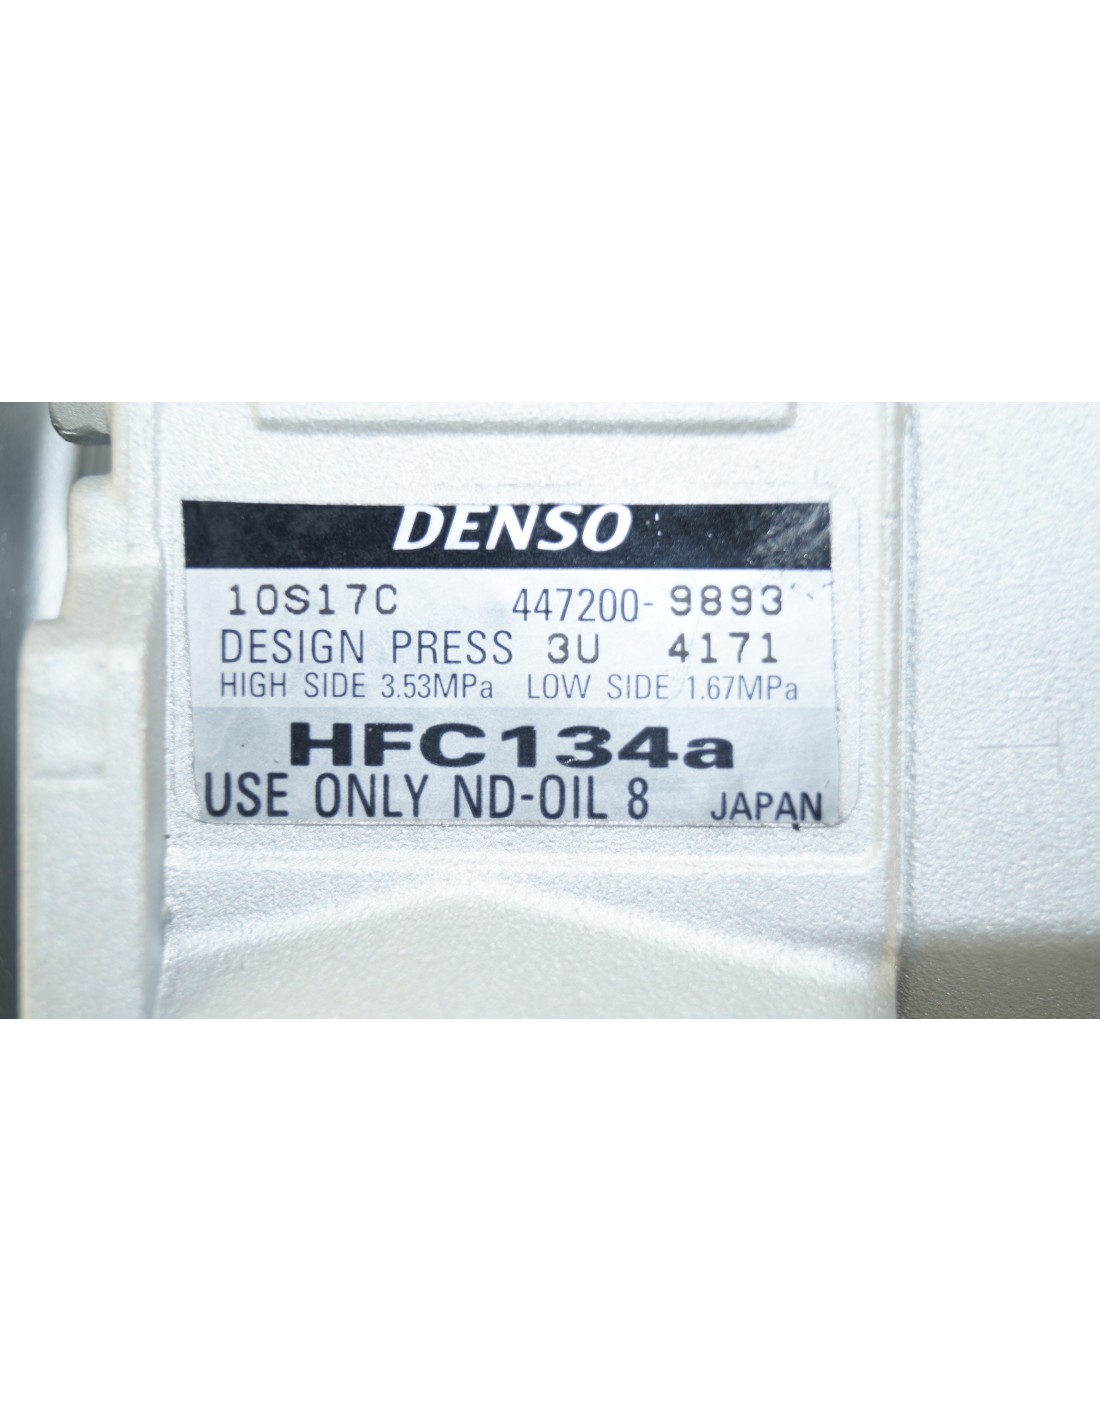 DENSO
10S17C 447200-9893
DESIGN PRESS 3U 4171
HIGH SIDE 3.53MPa LOW SIDE 1.67MPa
HFC134a
USE ONLY ND-OIL 8 JAPAN